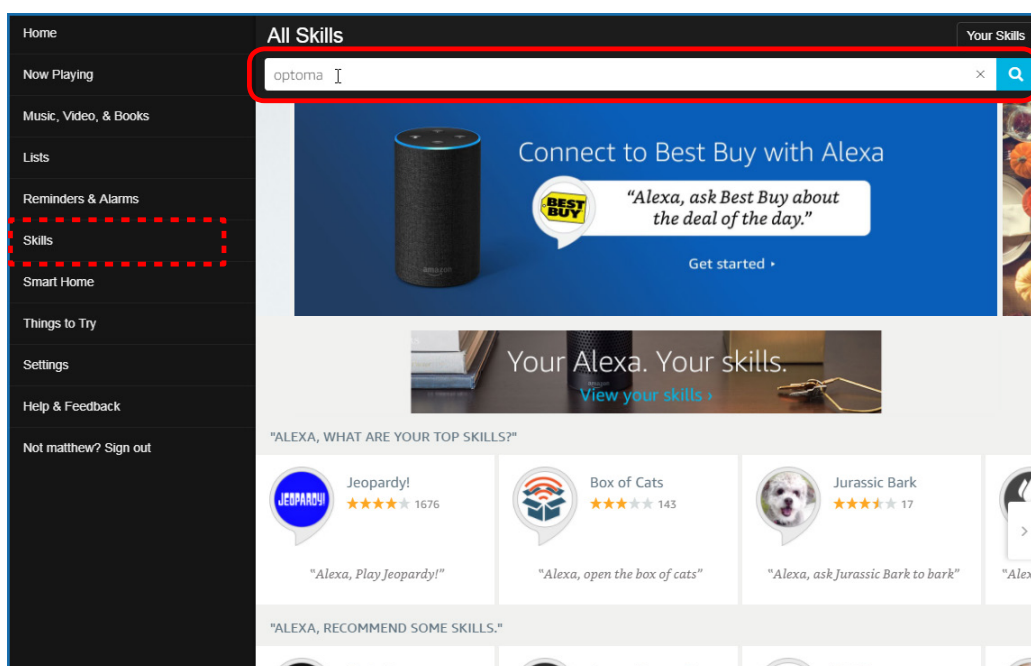 Home
Now Playing
Music, Video, & Books
Lists
Reminders & Alarms
Skills
Smart Home
Things to Try
Settings
Help & Feedback
Not matthew? Sign out
All Skills
Your Skills
optoma
Connect to Best Buy with Alexa
BEST
BUY
“Alexa, ask Best Buy about
the deal of the day.”
Get started
amazon
Your Alexa. Your skills.
amazon
View your skills ›
"ALEXA, WHAT ARE YOUR TOP SKILLS?"
JEOPARDY!
Jeopardy!
1676
“Alexa, Play Jeopardy!”
Box of Cats
143
“Alexa, open the box of cats”
Jurassic Bark
17
“Alexa, ask Jurassic Bark to bark”
"ALEXA, RECOMMEND SOME SKILLS."